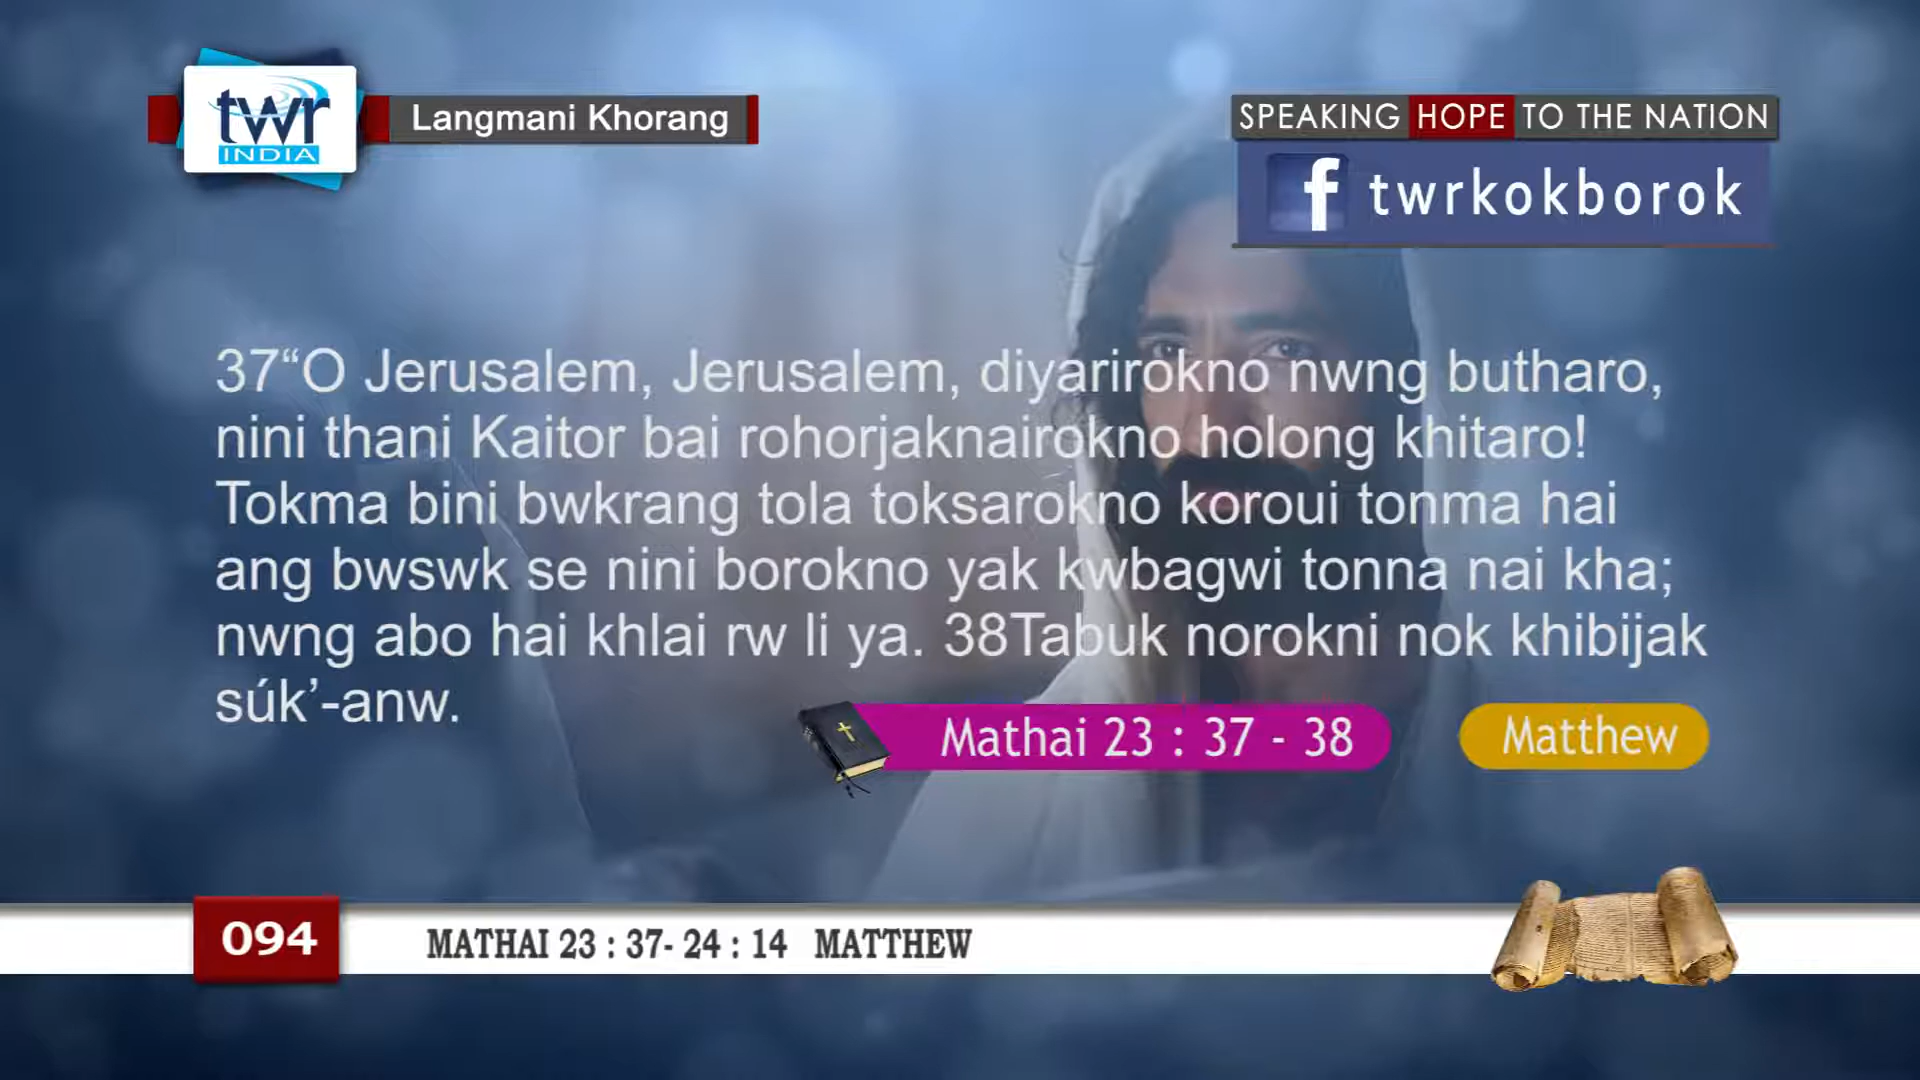 twr
INDIA
Langmani Khorang
SPEAKING HOPE TO THE NATION
f twrkokborok
37“O Jerusalem, Jerusalem, diyarirokno nwng butharo,
nini thani Kaitor bai rohorjaknairokno holong khitaro!
Tokma bini bwkrang tola toksarokno koroui tonma hai
ang bwswk se nini borokno yak kwbagwi tonna nai kha;
nwng abo hai khlai rw li ya. 38Tabuk norokni nok khibijak
súk’-anw.
Mathai 23 : 37 - 38
Matthew
094
MATHAI 23 : 37- 24 : 14 MATTHEW